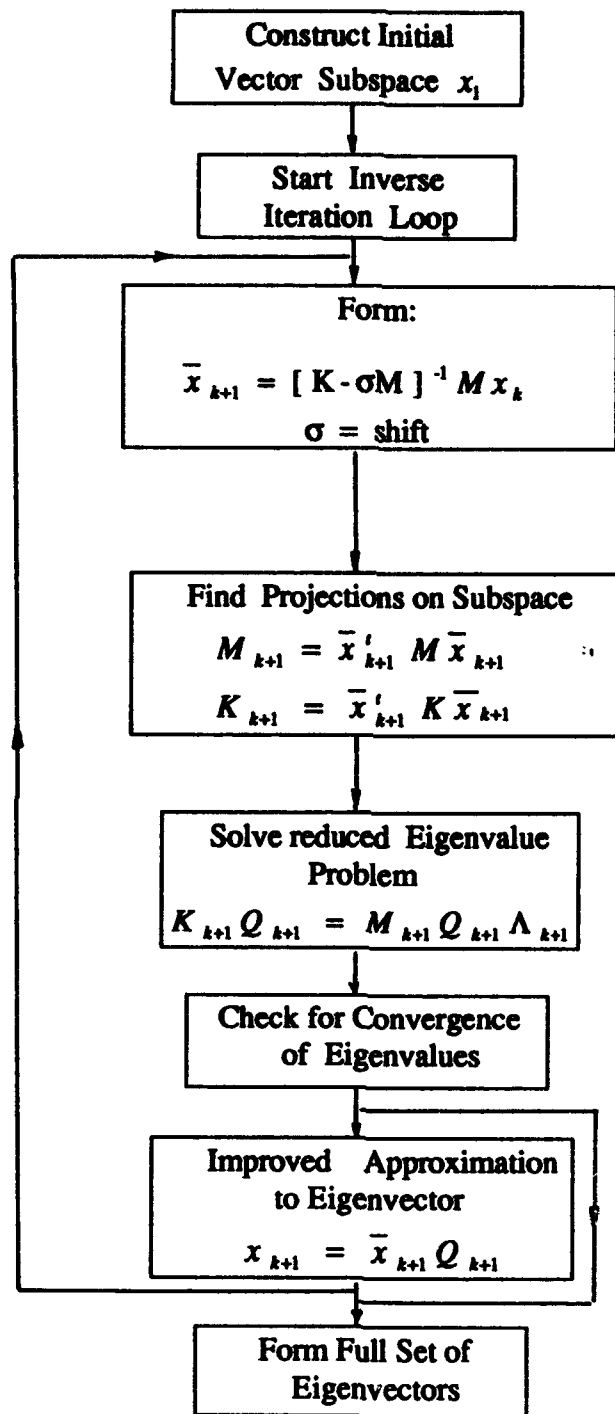 Construct Initial
Vector Subspace x₁
Start Inverse
Iteration Loop
Form:
x̄ₖ₊₁ = [ K - σM ]⁻¹ M xₖ
σ = shift
Find Projections on Subspace
Mₖ₊₁ = x̄ᵗₖ₊₁ M x̄ₖ₊₁
Kₖ₊₁ = x̄ᵗₖ₊₁ K x̄ₖ₊₁
Solve reduced Eigenvalue
Problem
Kₖ₊₁ Qₖ₊₁ = Mₖ₊₁ Qₖ₊₁ Λₖ₊₁
Check for Convergence
of Eigenvalues
Improved Approximation
to Eigenvector
xₖ₊₁ = x̄ₖ₊₁ Qₖ₊₁
Form Full Set of
Eigenvectors